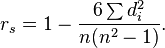 r_s = 1 - \frac{6 \sum d_i^2}{n(n^2 - 1)}.